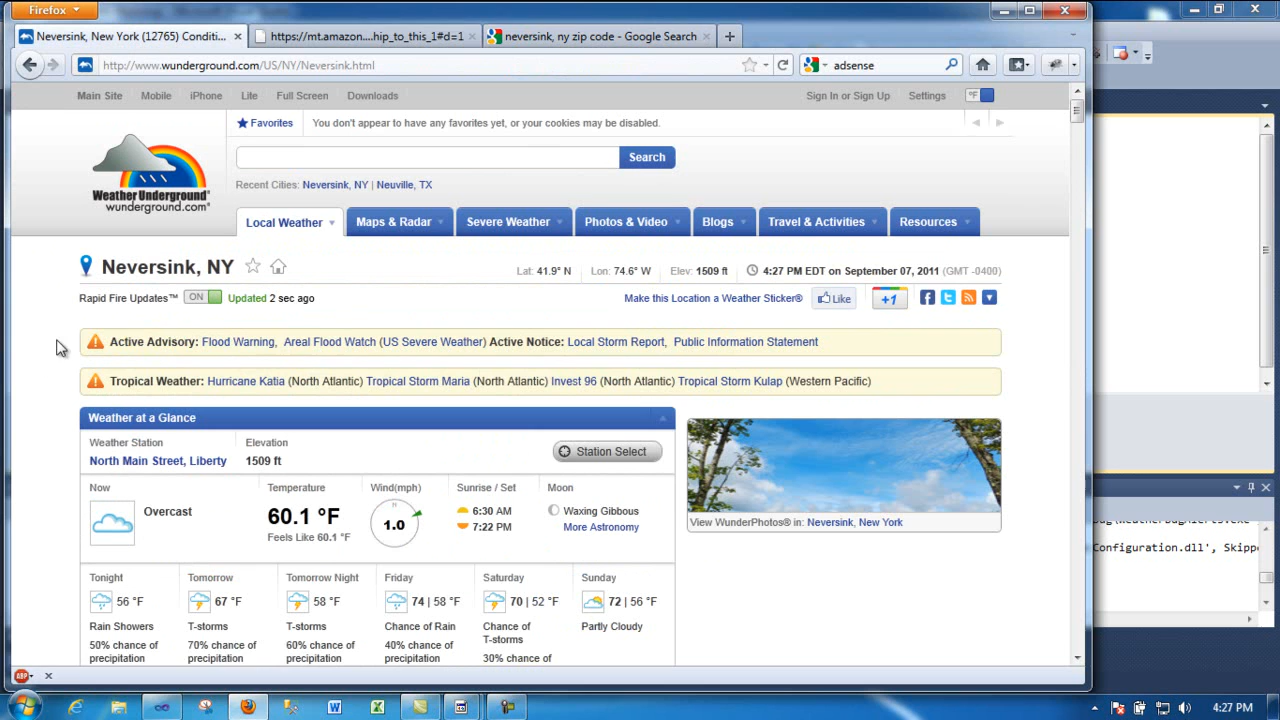 Firefox
Neversink, New York (12765) Conditi...
https://mt.amazon....hip_to_this_1#d=1
neversink, ny zip code - Google Search
http://www.wunderground.com/US/NY/Neversink.html
adsense
Main Site Mobile iPhone Lite Full Screen Downloads
Sign In or Sign Up Settings °F
Favorites You don't appear to have any favorites yet, or your cookies may be disabled.
Search
Weather Underground®
wunderground.com®
Recent Cities: Neversink, NY | Neuville, TX
Local Weather Maps & Radar Severe Weather Photos & Video Blogs Travel & Activities Resources
Neversink, NY
Lat: 41.9° N Lon: 74.6° W Elev: 1509 ft 4:27 PM EDT on September 07, 2011 (GMT -0400)
Rapid Fire Updates™ ON Updated 2 sec ago
Make this Location a Weather Sticker® Like +1
Active Advisory: Flood Warning, Areal Flood Watch (US Severe Weather) Active Notice: Local Storm Report, Public Information Statement
Tropical Weather: Hurricane Katia (North Atlantic) Tropical Storm Maria (North Atlantic) Invest 96 (North Atlantic) Tropical Storm Kulap (Western Pacific)
Weather at a Glance
Weather Station Elevation
North Main Street, Liberty 1509 ft
Station Select
Now Temperature Wind(mph) Sunrise / Set Moon
Overcast 60.1 °F N 1.0 6:30 AM Waxing Gibbous
7:22 PM More Astronomy
Feels Like 60.1 °F
View WunderPhotos® in: Neversink, New York
Configuration.dll', Skippe
Tonight Tomorrow Tomorrow Night Friday Saturday Sunday
56 °F 67 °F 58 °F 74 | 58 °F 70 | 52 °F 72 | 56 °F
Rain Showers T-storms T-storms Chance of Rain Chance of T-storms Partly Cloudy
50% chance of precipitation 70% chance of precipitation 60% chance of precipitation 40% chance of precipitation 30% chance of
ABP
4:27 PM